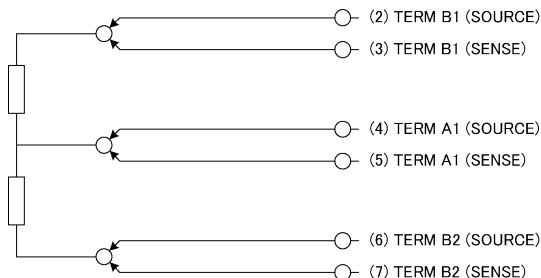 (2) TERM B1 (SOURCE)
(3) TERM B1 (SENSE)
(4) TERM A1 (SOURCE)
(5) TERM A1 (SENSE)
(6) TERM B2 (SOURCE)
(7) TERM B2 (SENSE)